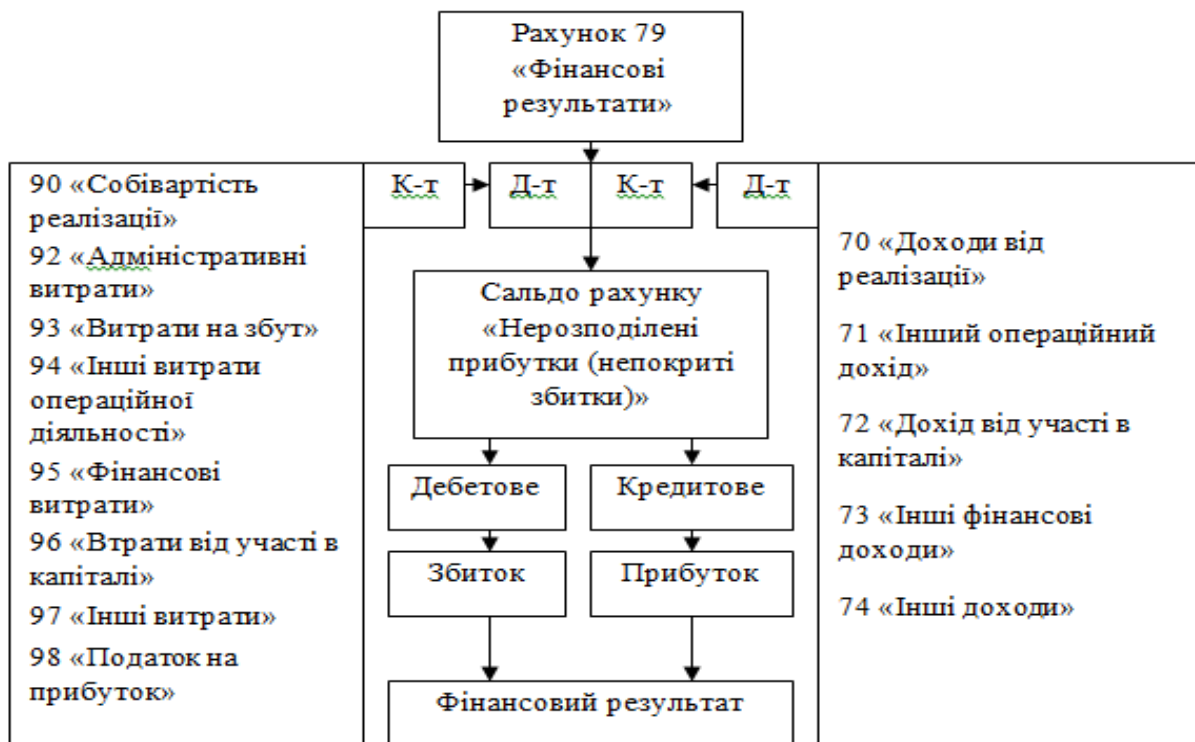 Рахунок 79
«Фінансові
результати»
90 «Собівартість
реалізації»
92 «Адміністративні
витрати»
93 «Витрати на збут»
94 «Інші витрати
операційної
діяльності»
95 «Фінансові
витрати»
96 «Втрати від участі в
капіталі»
97 «Інші витрати»
98 «Податок на
прибуток»
К-т
Д-т
К-т
Д-т
Сальдо рахунку
«Нерозподілені
прибутки (непокриті
збитки)»
Дебетове
Кредитове
Збиток
Прибуток
Фінансовий результат
70 «Доходи від
реалізації»
71 «Інший операційний
дохід»
72 «Дохід від участі в
капіталі»
73 «Інші фінансові
доходи»
74 «Інші доходи»